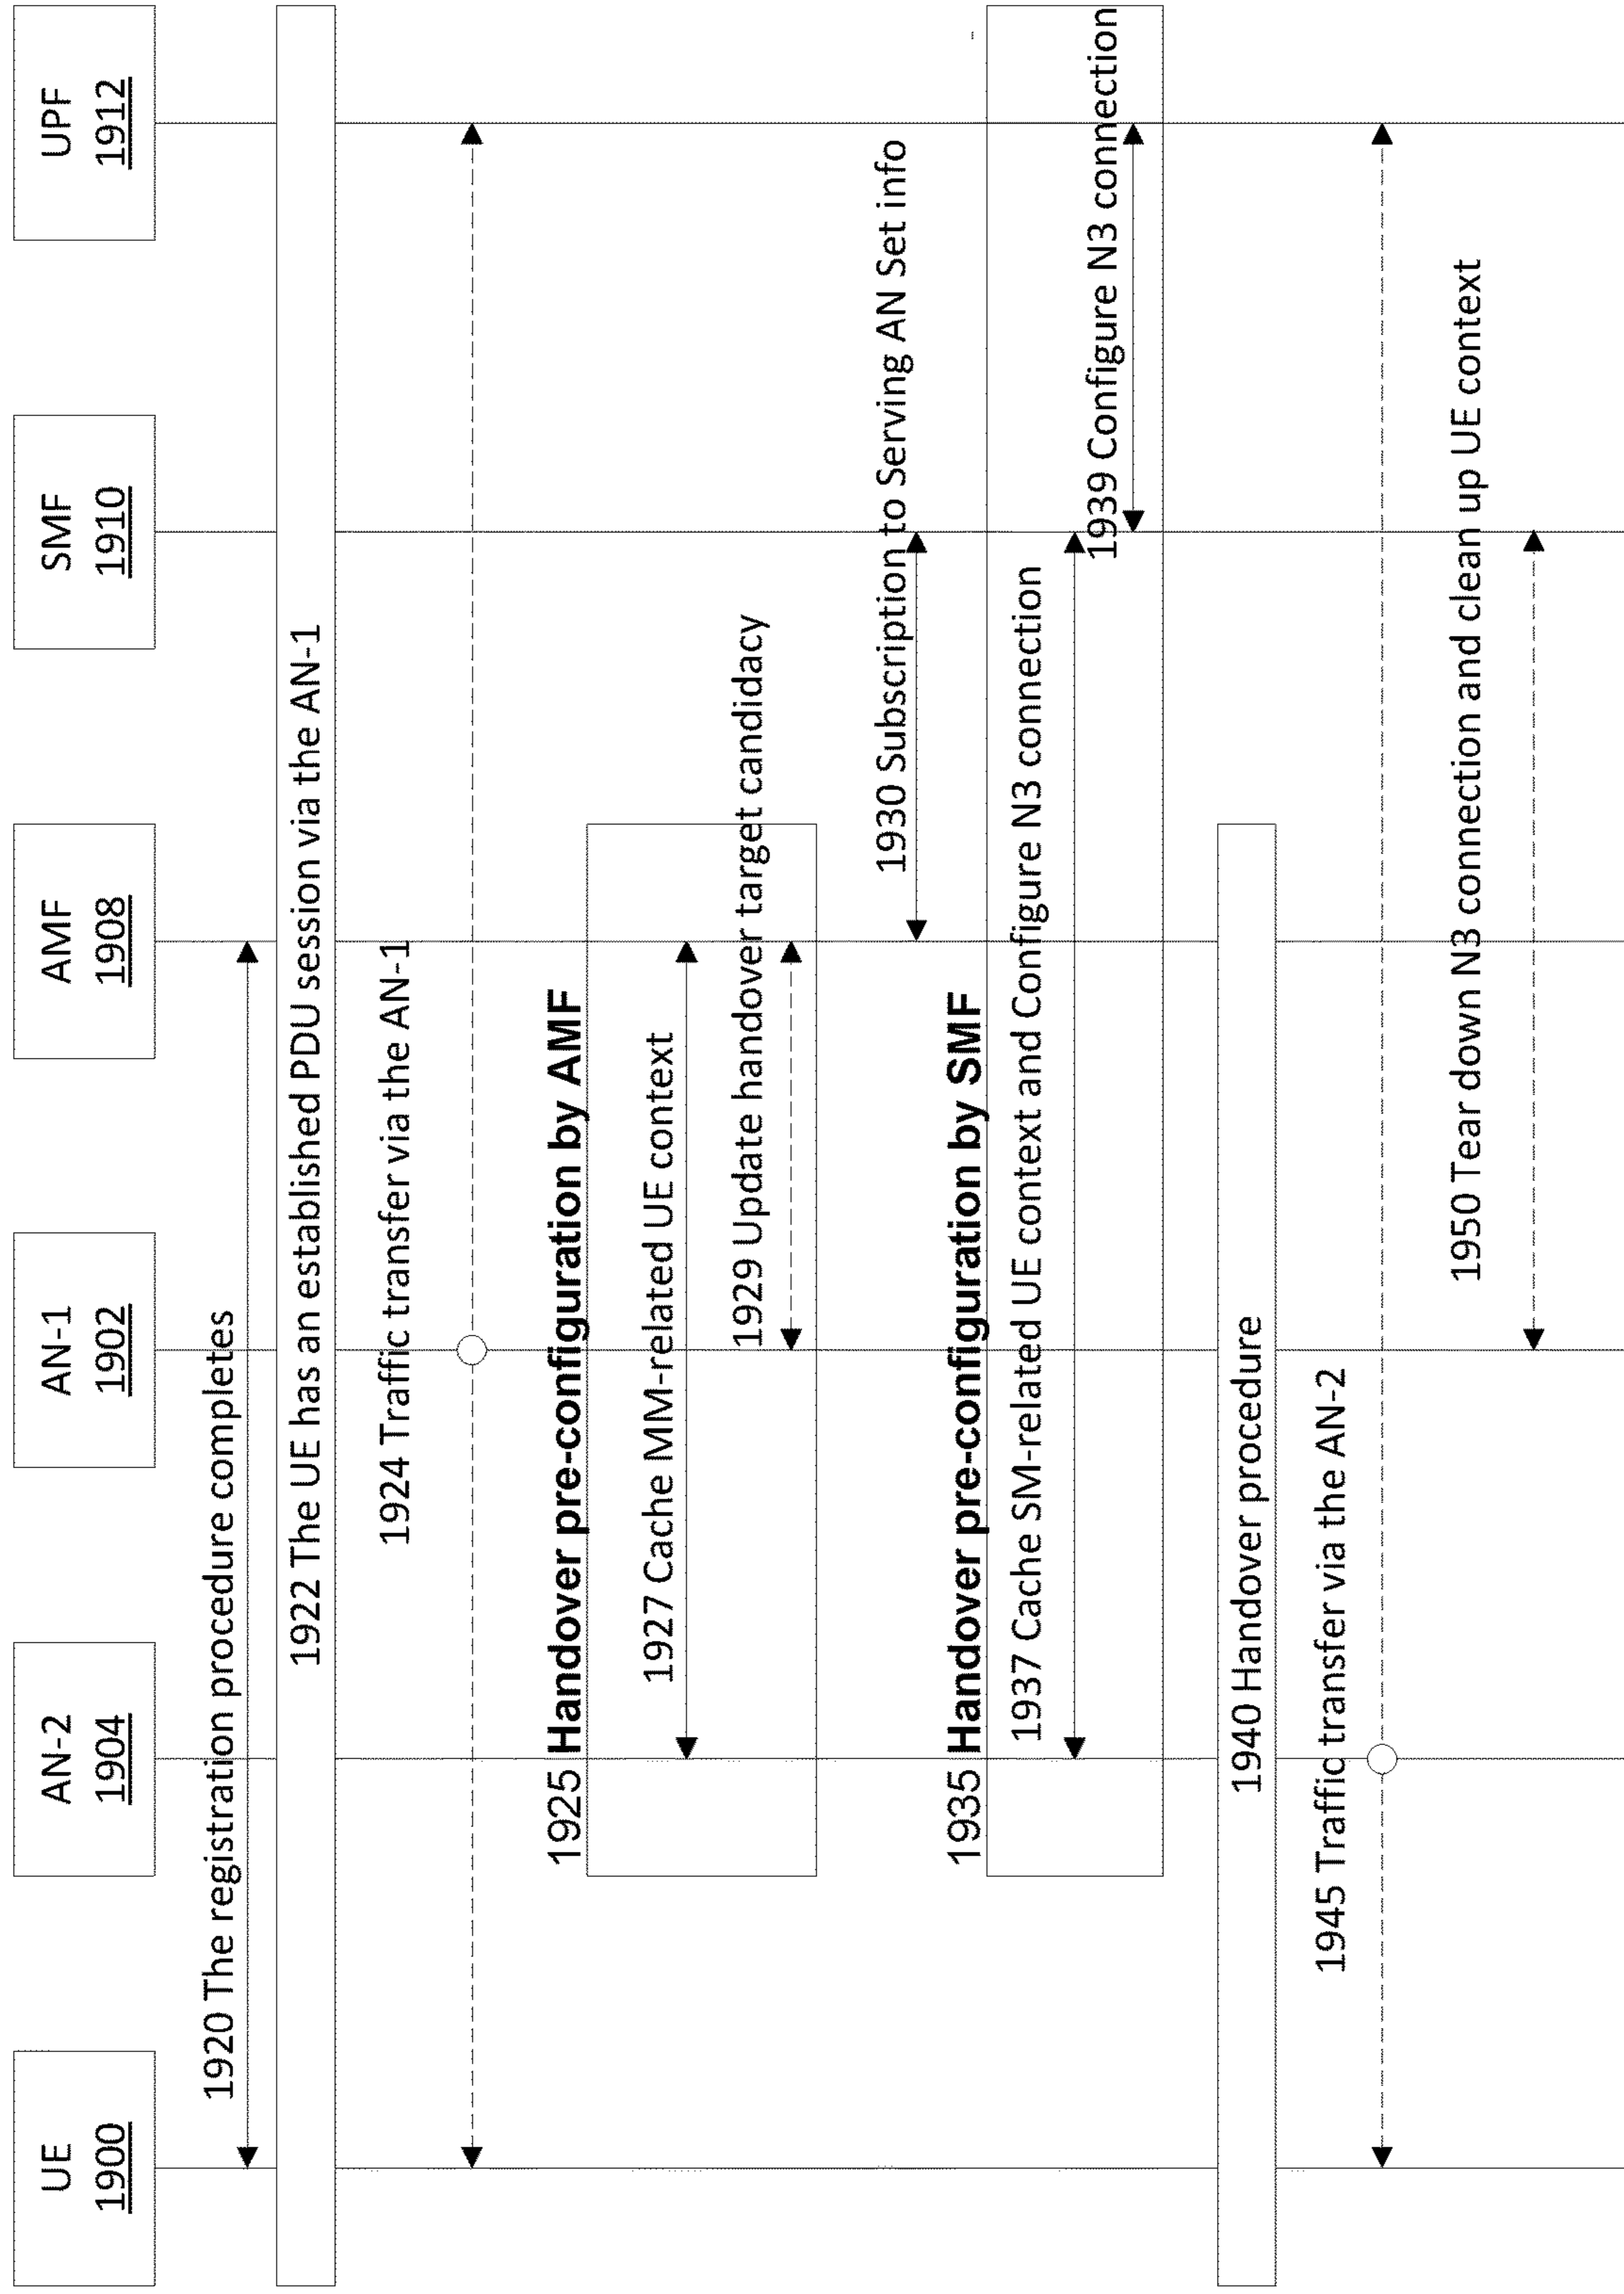 UE
1900
AN-2
1904
AN-1
1902
AMF
1908
SMF
1910
UPF
1912
1920 The registration procedure completes
1922 The UE has an established PDU session via the AN-1
1924 Traffic transfer via the AN-1
1925 Handover pre-configuration by AMF
1927 Cache MM-related UE context
1929 Update handover target candidacy
1930 Subscription to Serving AN Set info
1935 Handover pre-configuration by SMF
1937 Cache SM-related UE context and Configure N3 connection
1939 Configure N3 connection
1940 Handover procedure
1945 Traffic transfer via the AN-2
1950 Tear down N3 connection and clean up UE context